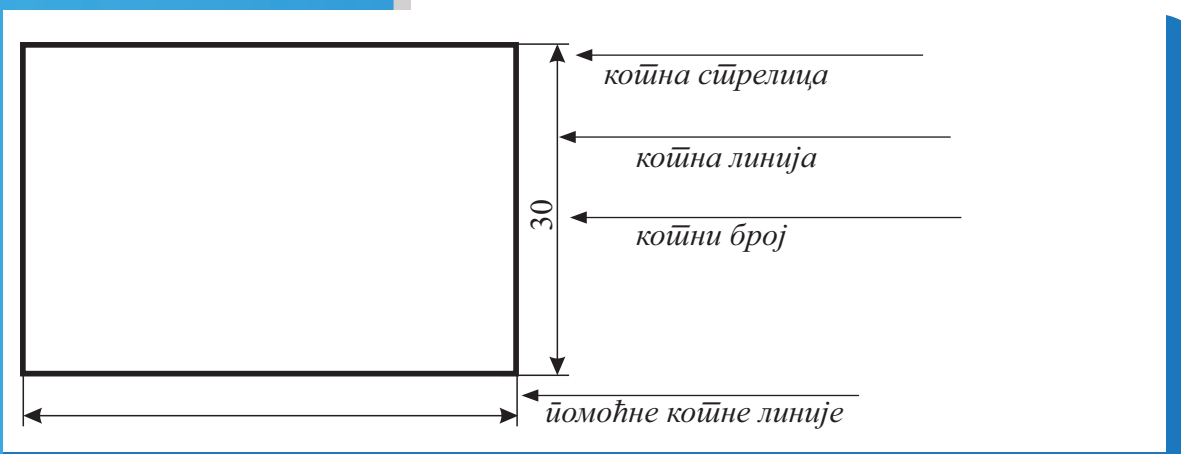 котна стрелица
котна линија
30
котни број
помоћне котне линије